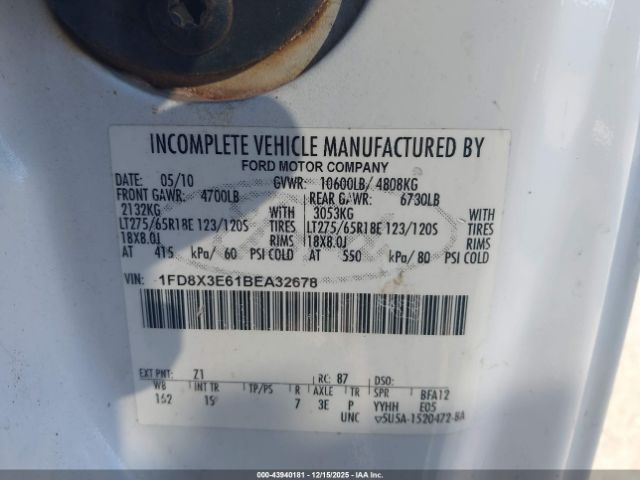 INCOMPLETE VEHICLE MANUFACTURED BY
FORD MOTOR COMPANY
DATE: 05/10 GVWR: 10600LB/ 4808KG
FRONT GAWR: 4700LB REAR GAWR: 6730LB
2132KG WITH 3053KG WITH
LT275/65R18E 123/120S TIRES LT275/65R18E 123/120S TIRES
18X8.0J RIMS 18X8.0J RIMS
AT 415 kPa/ 60 PSI COLD AT 550 kPa/ 80 PSI COLD
VIN: 1FD8X3E61BEA32678
EXT PNT: Z1 RC: 87 DSO:
WB INT TR TP/PS R AXLE TR SPR BFA12
162 7 3E P YYHH E05
UNC ▽5U5A-1520472-BA
000-43940181 | 12/15/2025 | IAA.com